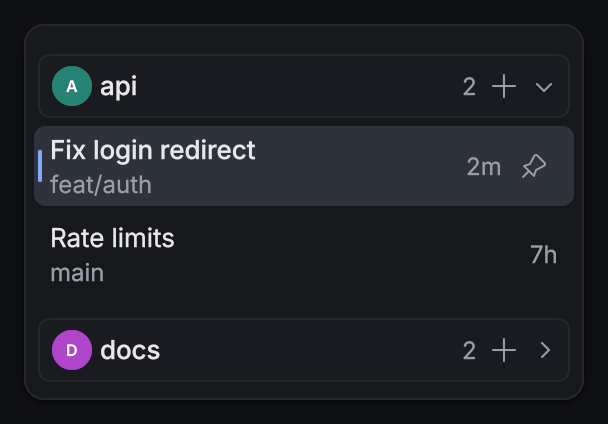 A api 2
Fix login redirect
feat/auth 2m
Rate limits
main 7h
D docs 2